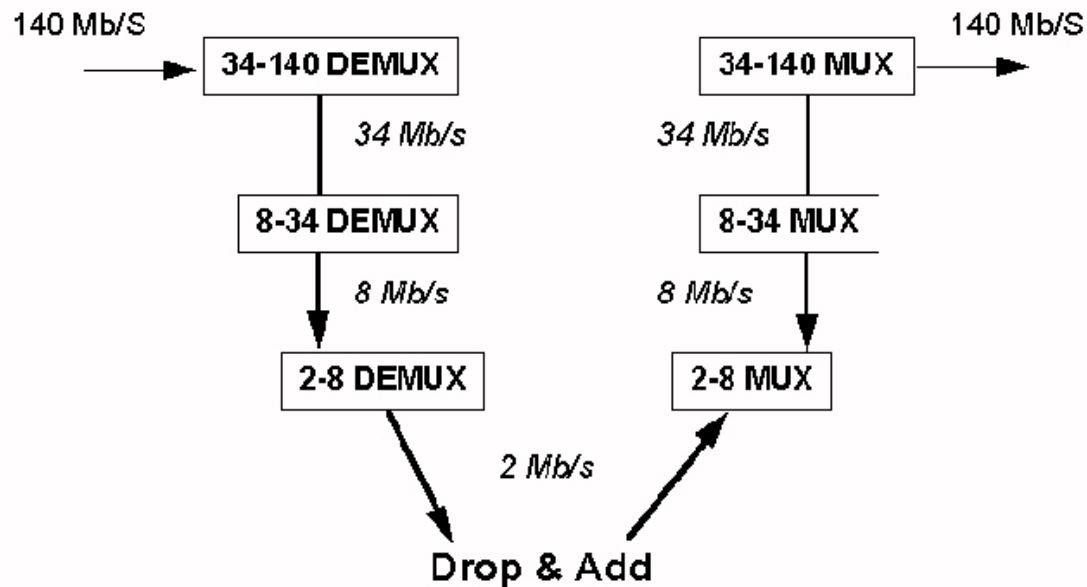 140 Mb/S
140 Mb/S
34-140 DEMUX
34-140 MUX
34 Mb/s
34 Mb/s
8-34 DEMUX
8-34 MUX
8 Mb/s
8 Mb/s
2-8 DEMUX
2-8 MUX
2 Mb/s
Drop & Add